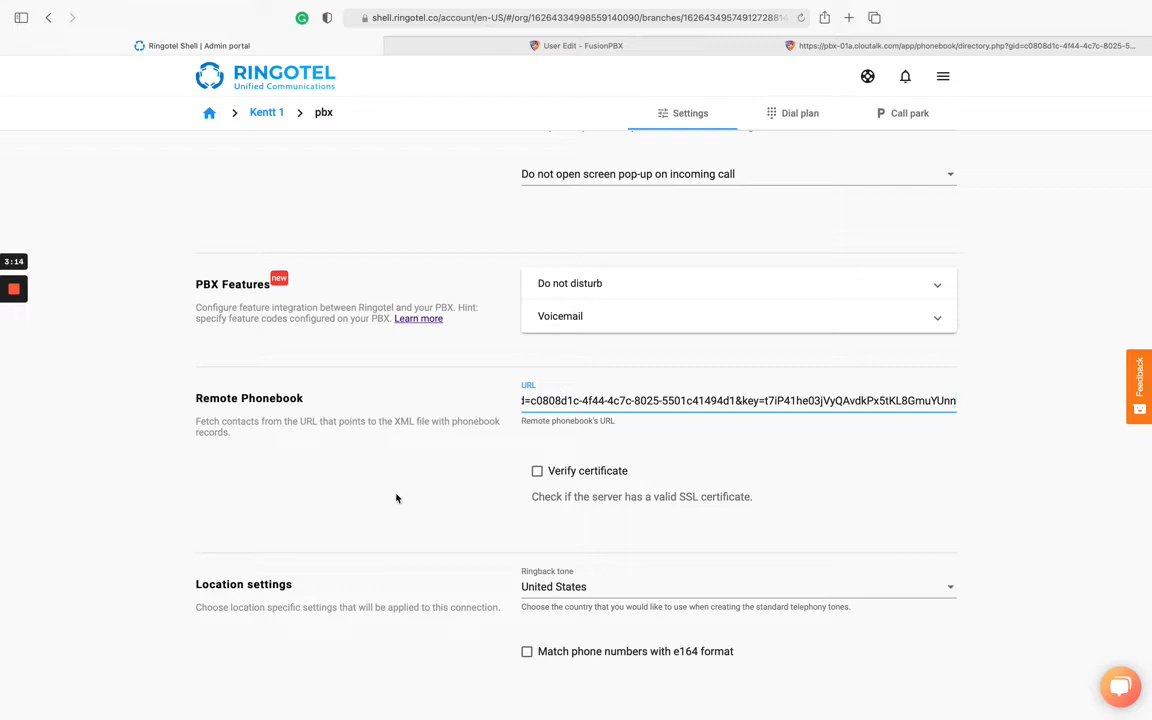 shell.ringotel.co/account/en-US/#/org/16264334998559140090/branches/1626434957491272881
Ringotel Shell | Admin portal
User Edit - FusionPBX
https://pbx-01a.cloutalk.com/app/phonebook/directory.php?gid=c0808d1c-4f44-4c7c-8025-5...
RINGOTEL
Unified Communications
Kentt 1
pbx
Settings
Dial plan
P Call park
Do not open screen pop-up on incoming call
3:14
PBX Features
new
Configure feature integration between Ringotel and your PBX. Hint:
specify feature codes configured on your PBX. Learn more
Do not disturb
Voicemail
Feedback
Remote Phonebook
Fetch contacts from the URL that points to the XML file with phonebook
records.
URL
d=c0808d1c-4f44-4c7c-8025-5501c41494d1&key=t7iP41he03jVyQAvdkPx5tKL8GmuYUnn
Remote phonebook's URL
Verify certificate
Check if the server has a valid SSL certificate.
Location settings
Choose location specific settings that will be applied to this connection.
Ringback tone
United States
Choose the country that you would like to use when creating the standard telephony tones.
Match phone numbers with e164 format